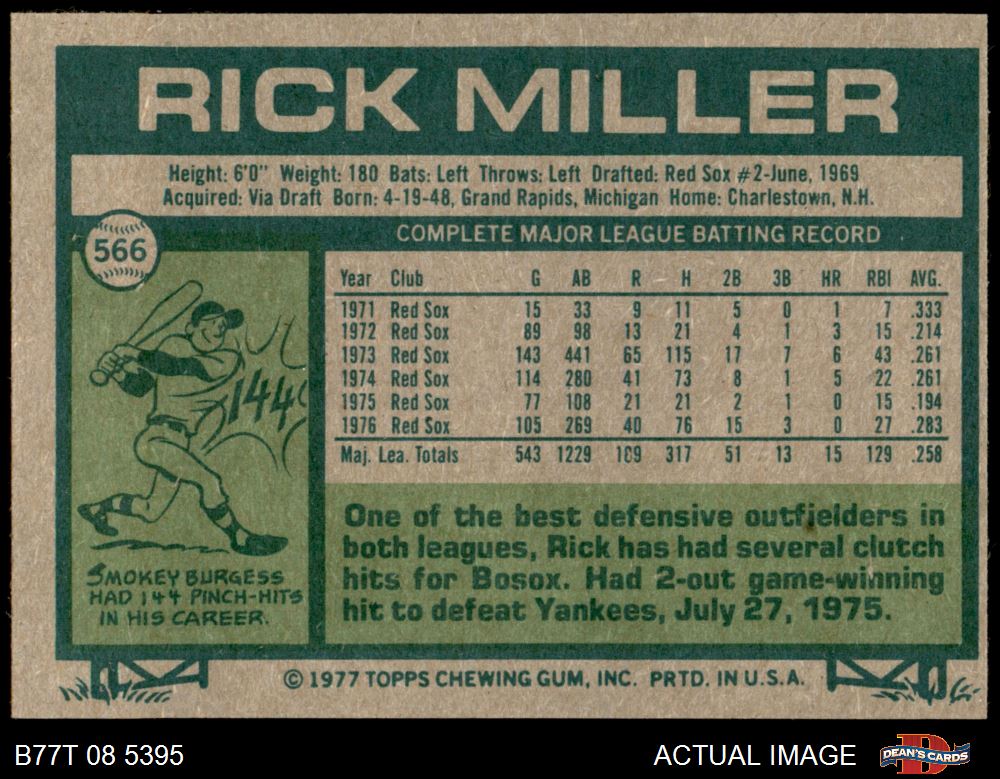 RICK MILLER
Height: 6'0" Weight: 180 Bats: Left Throws: Left Drafted: Red Sox #2-June, 1969
Acquired: Via Draft Born: 4-19-48, Grand Rapids, Michigan Home: Charlestown, N.H.
566
COMPLETE MAJOR LEAGUE BATTING RECORD
Year Club G AB R H 2B 3B HR RBI AVG.
1971 Red Sox 15 33 9 11 5 0 1 7 .333
1972 Red Sox 89 98 13 21 4 1 3 15 .214
1973 Red Sox 143 441 65 115 17 7 6 43 .261
1974 Red Sox 114 280 41 73 8 1 5 22 .261
1975 Red Sox 77 108 21 21 2 1 0 15 .194
1976 Red Sox 105 269 40 76 15 3 0 27 .283
Maj. Lea. Totals 543 1229 189 317 51 13 15 129 .258
144
SMOKEY BURGESS
HAD 144 PINCH-HITS
IN HIS CAREER.
One of the best defensive outfielders in
both leagues, Rick has had several clutch
hits for Bosox. Had 2-out game-winning
hit to defeat Yankees, July 27, 1975.
© 1977 TOPPS CHEWING GUM, INC. PRTD. IN U.S.A.
B77T 08 5395
ACTUAL IMAGE
DEAN'S CARDS